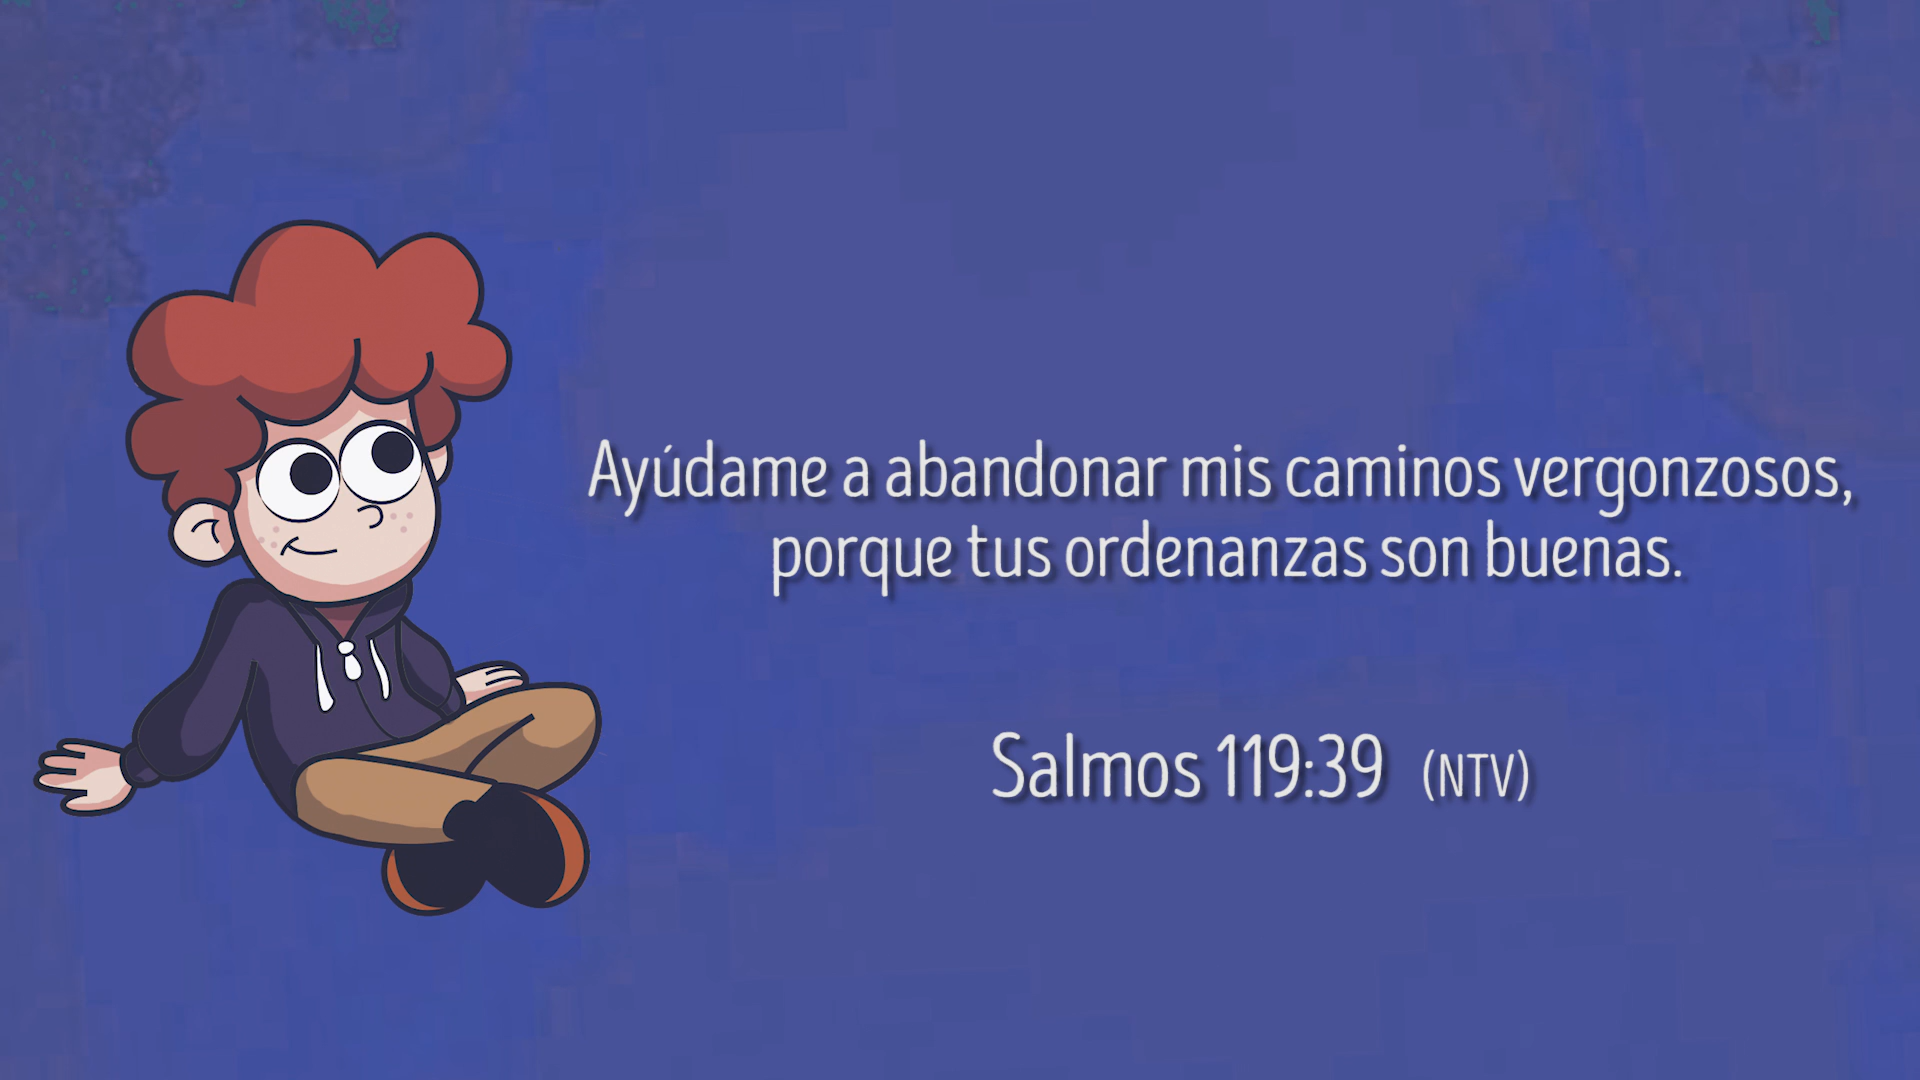 Ayúdame a abandonar mis caminos vergonzosos,
porque tus ordenanzas son buenas.
Salmos 119:39 (NTV)